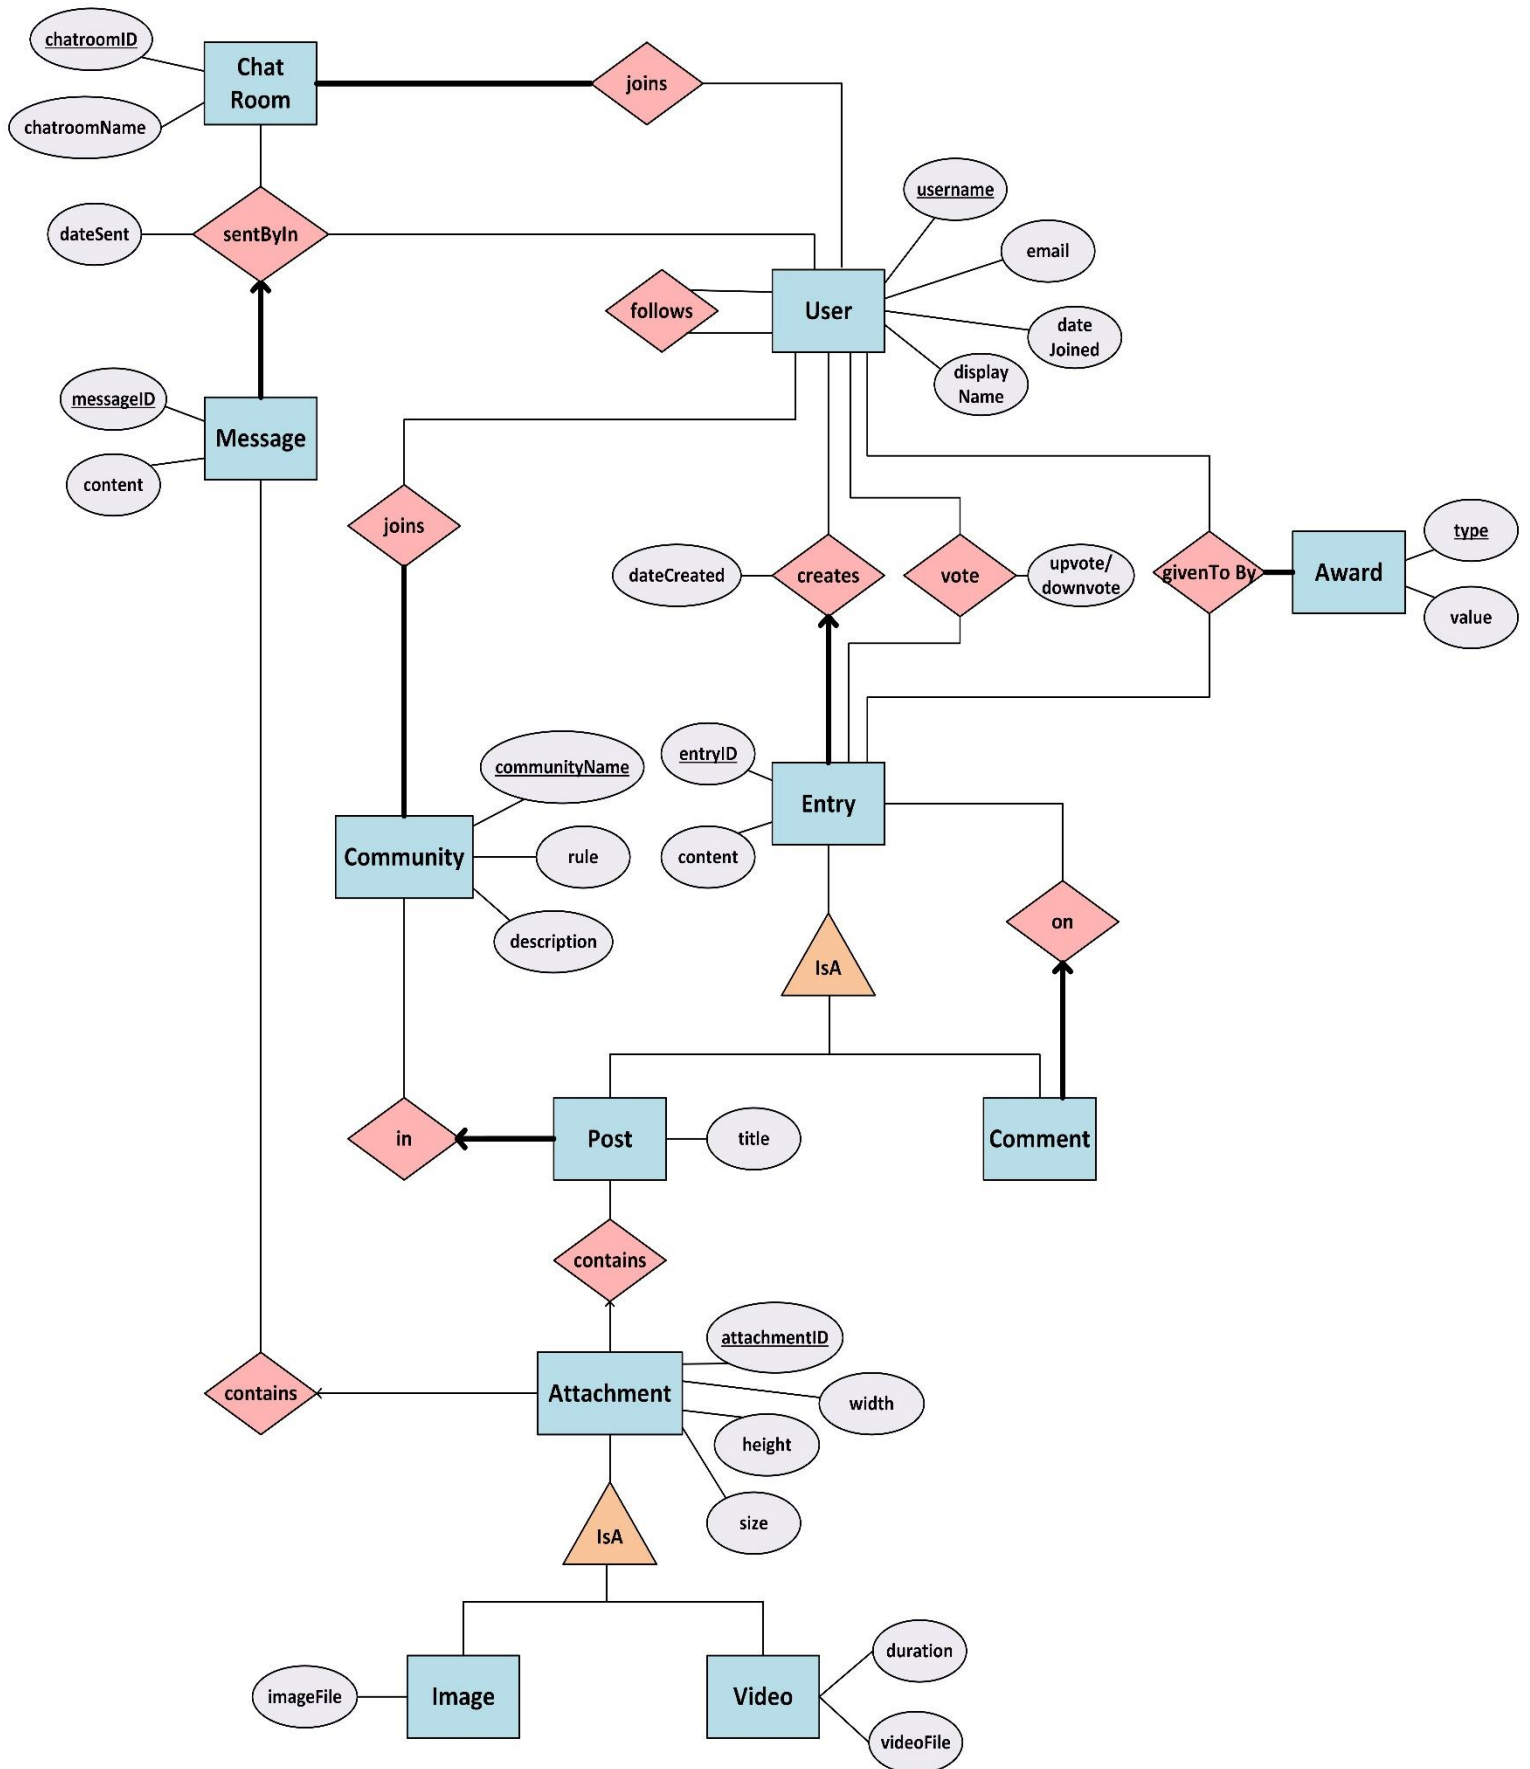 chatroomID
Chat
Room
joins
chatroomName
username
dateSent
sentByIn
email
follows
User
date
Joined
display
Name
messageID
Message
content
joins
type
dateCreated
creates
vote
upvote/
downvote
givenTo By
Award
value
communityName
entryID
Entry
Community
rule
content
on
description
IsA
in
Post
title
Comment
contains
attachmentID
contains
Attachment
width
height
size
IsA
duration
imageFile
Image
Video
videoFile